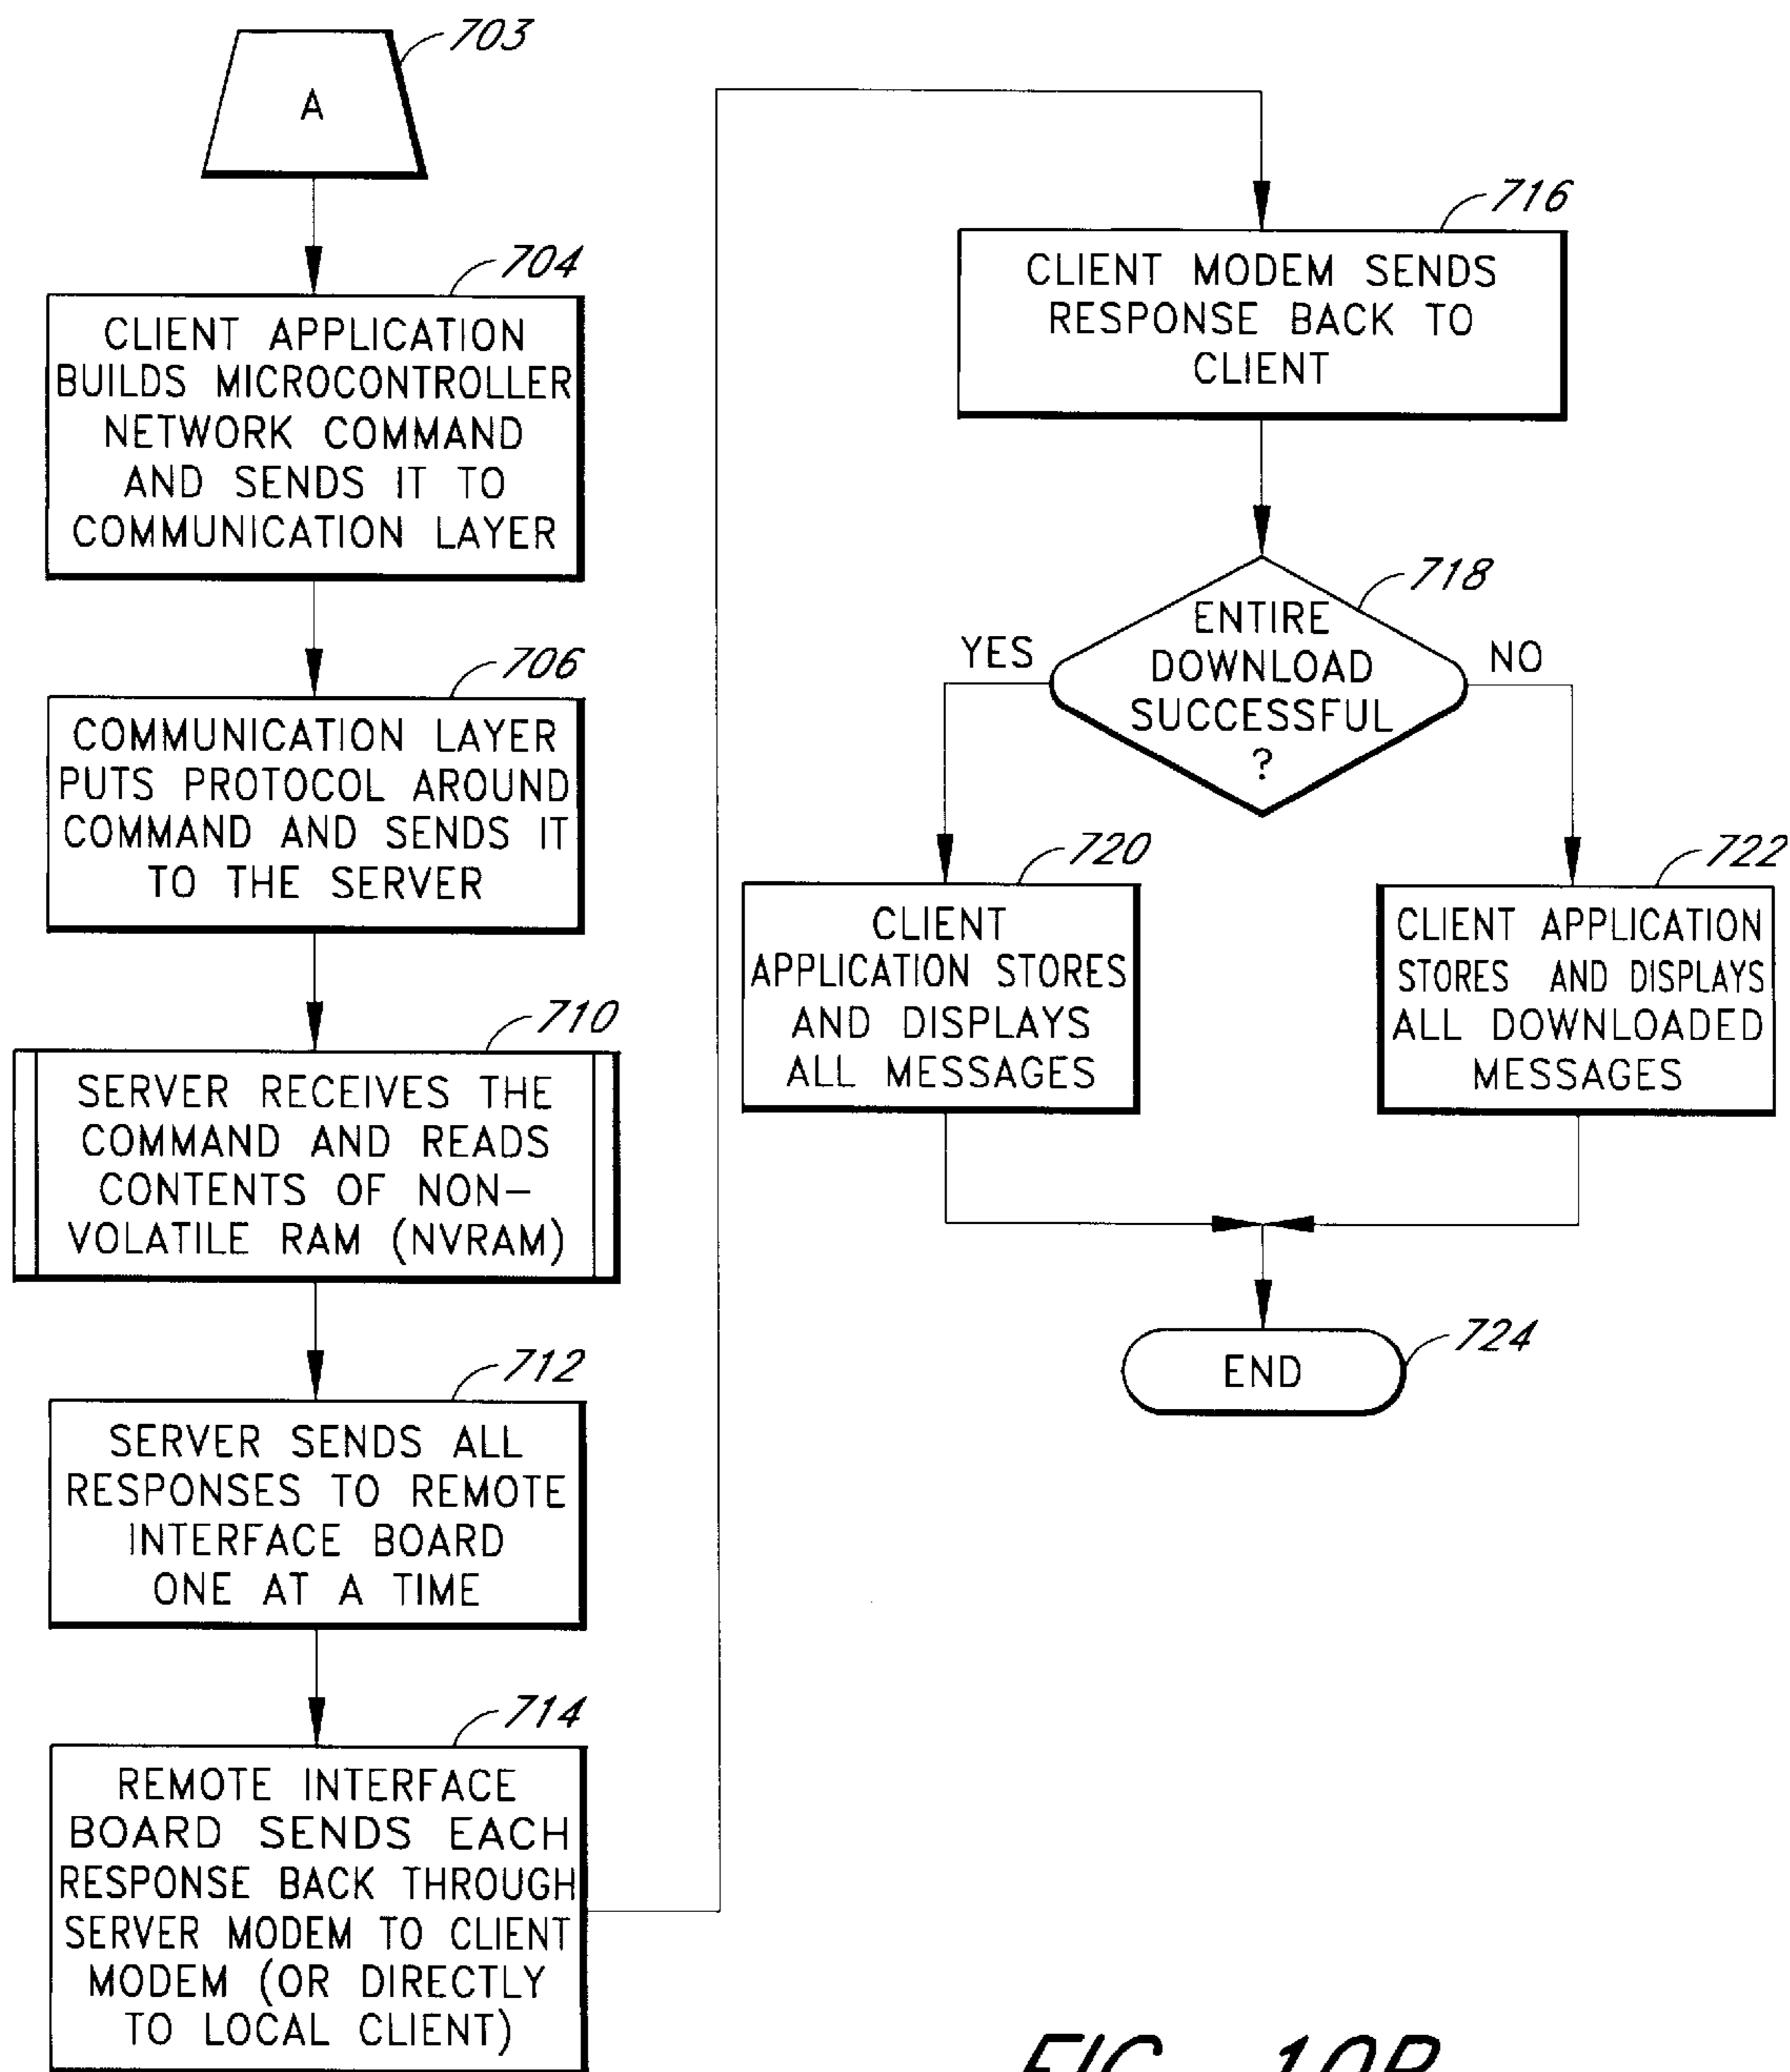 703
A
704
CLIENT APPLICATION
BUILDS MICROCONTROLLER
NETWORK COMMAND
AND SENDS IT TO
COMMUNICATION LAYER
706
COMMUNICATION LAYER
PUTS PROTOCOL AROUND
COMMAND AND SENDS IT
TO THE SERVER
710
SERVER RECEIVES THE
COMMAND AND READS
CONTENTS OF NON-
VOLATILE RAM (NVRAM)
712
SERVER SENDS ALL
RESPONSES TO REMOTE
INTERFACE BOARD
ONE AT A TIME
714
REMOTE INTERFACE
BOARD SENDS EACH
RESPONSE BACK THROUGH
SERVER MODEM TO CLIENT
MODEM (OR DIRECTLY
TO LOCAL CLIENT)
716
CLIENT MODEM SENDS
RESPONSE BACK TO
CLIENT
718
ENTIRE
DOWNLOAD
SUCCESSFUL
?
YES
NO
720
CLIENT
APPLICATION STORES
AND DISPLAYS
ALL MESSAGES
722
CLIENT APPLICATION
STORES AND DISPLAYS
ALL DOWNLOADED
MESSAGES
724
END
FIG. 10B